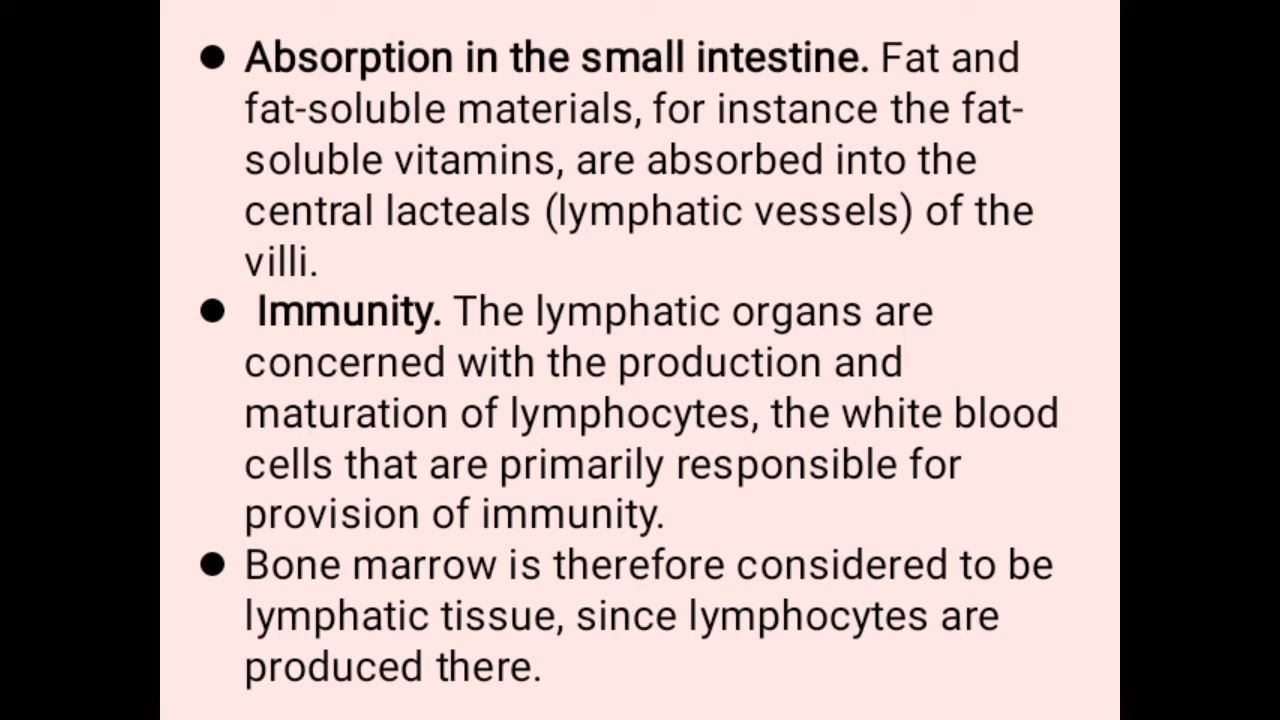 ● Absorption in the small intestine. Fat and
fat-soluble materials, for instance the fat-
soluble vitamins, are absorbed into the
central lacteals (lymphatic vessels) of the
villi.
● Immunity. The lymphatic organs are
concerned with the production and
maturation of lymphocytes, the white blood
cells that are primarily responsible for
provision of immunity.
● Bone marrow is therefore considered to be
lymphatic tissue, since lymphocytes are
produced there.